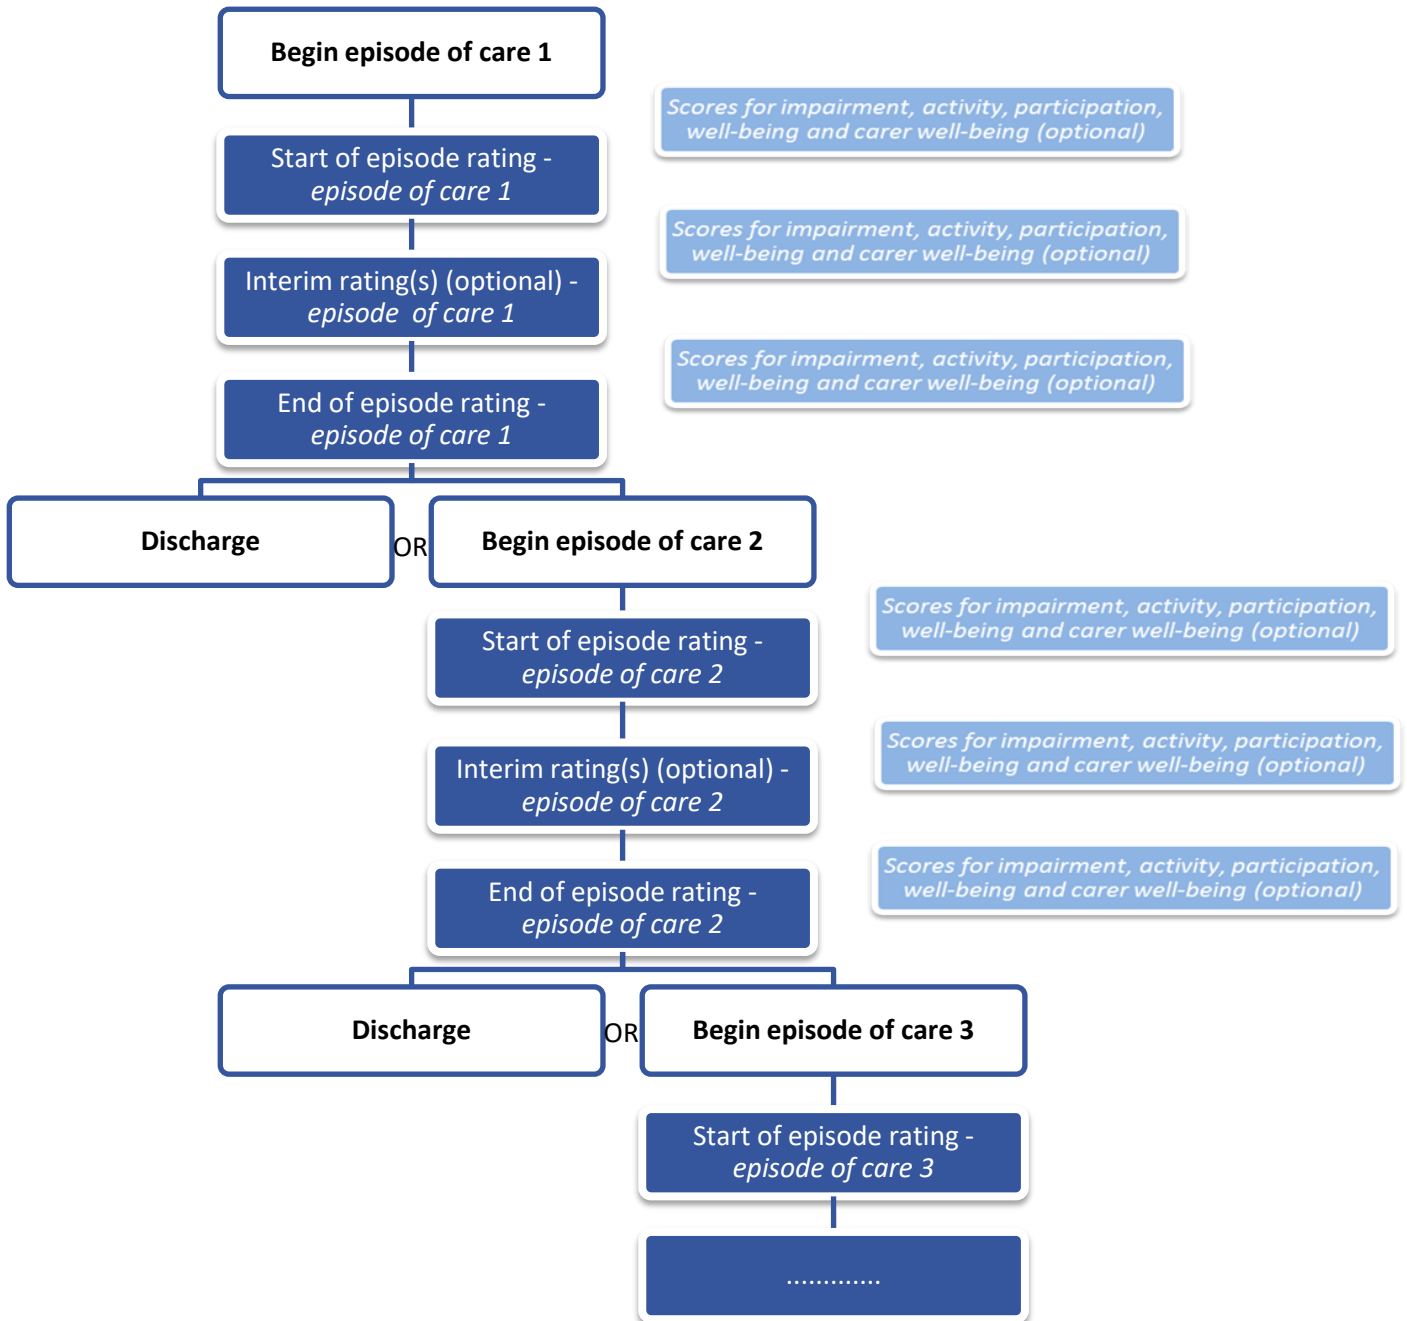 Begin episode of care 1
Scores for impairment, activity, participation,
well-being and carer well-being (optional)
Start of episode rating -
episode of care 1
Scores for impairment, activity, participation,
well-being and carer well-being (optional)
Interim rating(s) (optional) -
episode of care 1
Scores for impairment, activity, participation,
well-being and carer well-being (optional)
End of episode rating -
episode of care 1
Discharge
OR
Begin episode of care 2
Scores for impairment, activity, participation,
well-being and carer well-being (optional)
Start of episode rating -
episode of care 2
Scores for impairment, activity, participation,
well-being and carer well-being (optional)
Interim rating(s) (optional) -
episode of care 2
Scores for impairment, activity, participation,
well-being and carer well-being (optional)
End of episode rating -
episode of care 2
Discharge
OR
Begin episode of care 3
Start of episode rating -
episode of care 3
.............